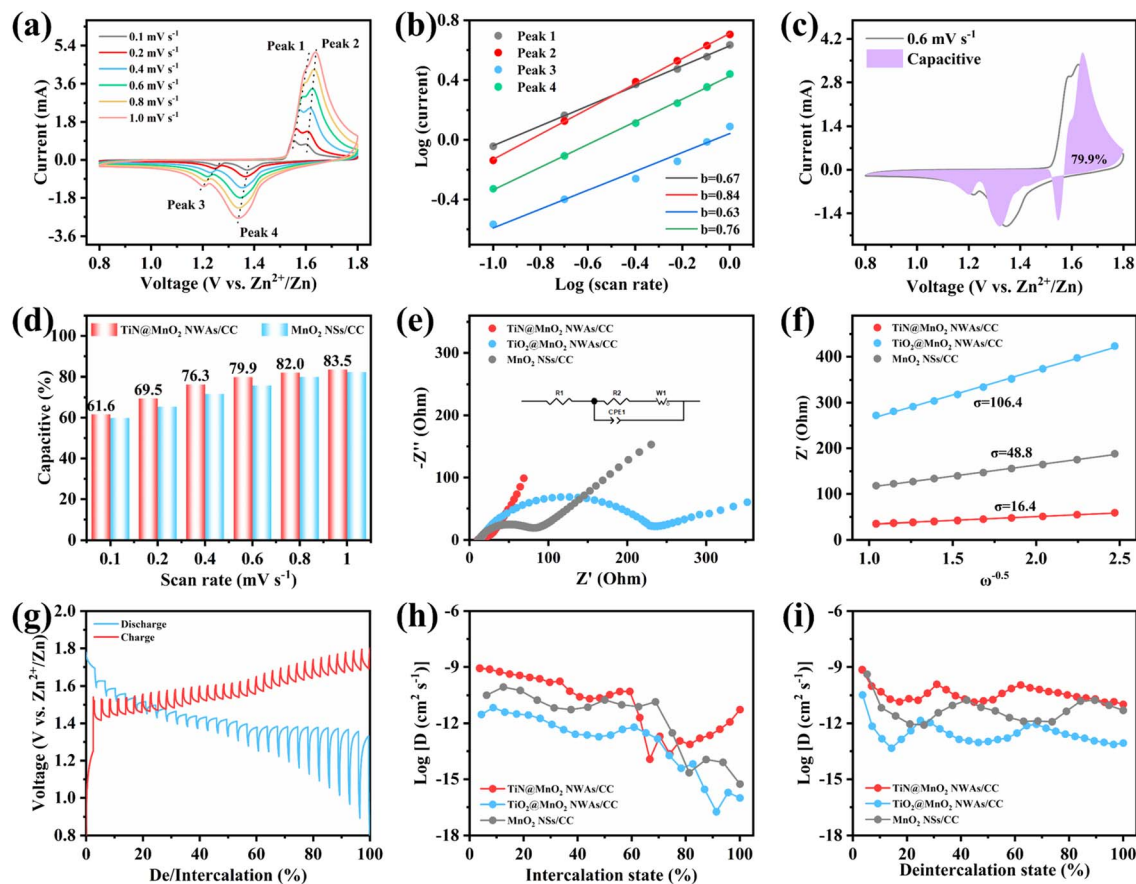 (a)
0.1 mV s⁻¹
0.2 mV s⁻¹
0.4 mV s⁻¹
0.6 mV s⁻¹
0.8 mV s⁻¹
1.0 mV s⁻¹
Peak 1
Peak 2
Peak 3
Peak 4
5.4
3.6
1.8
0.0
-1.8
-3.6
Current (mA)
0.8 1.0 1.2 1.4 1.6 1.8
Voltage (V vs. Zn²⁺/Zn)
(b)
Peak 1
Peak 2
Peak 3
Peak 4
b=0.67
b=0.84
b=0.63
b=0.76
0.8
0.4
0.0
-0.4
Log (current)
-1.0 -0.8 -0.6 -0.4 -0.2 0.0
Log (scan rate)
(c)
0.6 mV s⁻¹
Capacitive
79.9%
4.2
2.8
1.4
0.0
-1.4
Current (mA)
0.8 1.0 1.2 1.4 1.6 1.8
Voltage (V vs. Zn²⁺/Zn)
(d)
TiN@MnO₂ NWAs/CC MnO₂ NSs/CC
61.6 69.5 76.3 79.9 82.0 83.5
100
80
60
40
20
0
Capacitive (%)
0.1 0.2 0.4 0.6 0.8 1
Scan rate (mV s⁻¹)
(e)
TiN@MnO₂ NWAs/CC
TiO₂@MnO₂ NWAs/CC
MnO₂ NSs/CC
R1 R2 W1
CPE1
300
200
100
0
-Z'' (Ohm)
0 100 200 300
Z' (Ohm)
(f)
TiN@MnO₂ NWAs/CC
TiO₂@MnO₂ NWAs/CC
MnO₂ NSs/CC
σ=106.4
σ=48.8
σ=16.4
400
300
200
100
0
Z' (Ohm)
1.0 1.5 2.0 2.5
ω⁻⁰·⁵
(g)
Discharge
Charge
2.0
1.8
1.6
1.4
1.2
1.0
0.8
Voltage (V vs. Zn²⁺/Zn)
0 20 40 60 80 100
De/Intercalation (%)
(h)
TiN@MnO₂ NWAs/CC
TiO₂@MnO₂ NWAs/CC
MnO₂ NSs/CC
-6
-9
-12
-15
-18
Log [D (cm² s⁻¹)]
0 20 40 60 80 100
Intercalation state (%)
(i)
TiN@MnO₂ NWAs/CC
TiO₂@MnO₂ NWAs/CC
MnO₂ NSs/CC
-6
-9
-12
-15
-18
Log [D (cm² s⁻¹)]
0 20 40 60 80 100
Deintercalation state (%)